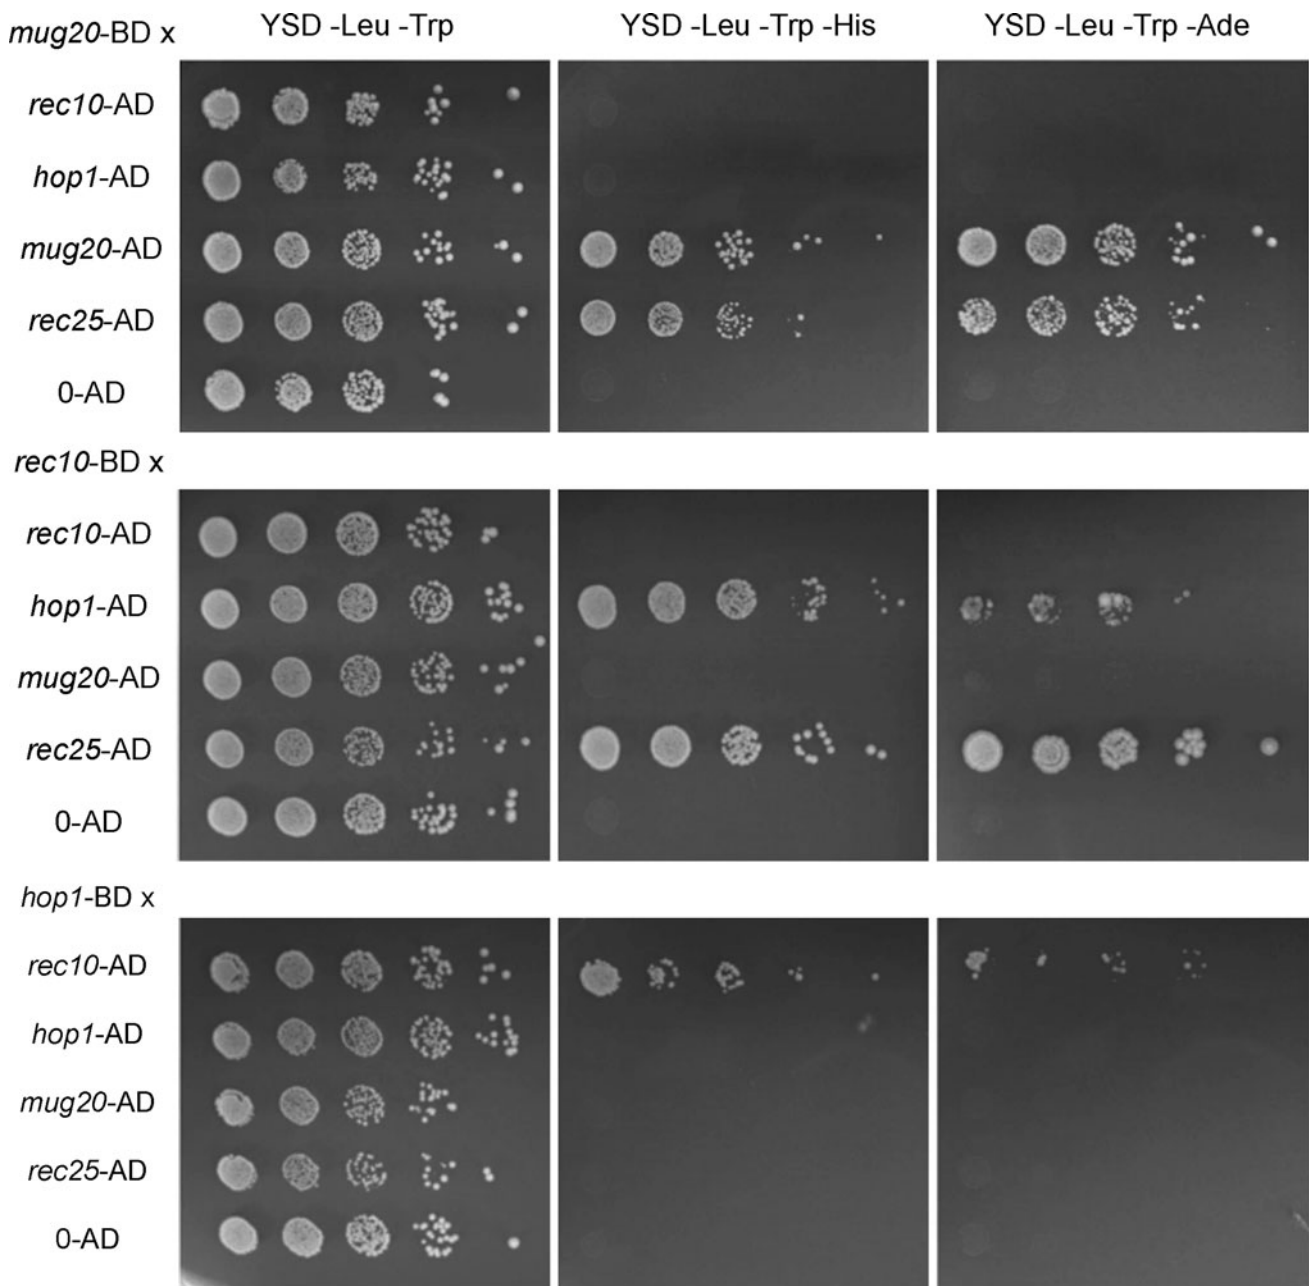 mug20-BD x YSD -Leu -Trp YSD -Leu -Trp -His YSD -Leu -Trp -Ade
rec10-AD
hop1-AD
mug20-AD
rec25-AD
0-AD
rec10-BD x
rec10-AD
hop1-AD
mug20-AD
rec25-AD
0-AD
hop1-BD x
rec10-AD
hop1-AD
mug20-AD
rec25-AD
0-AD